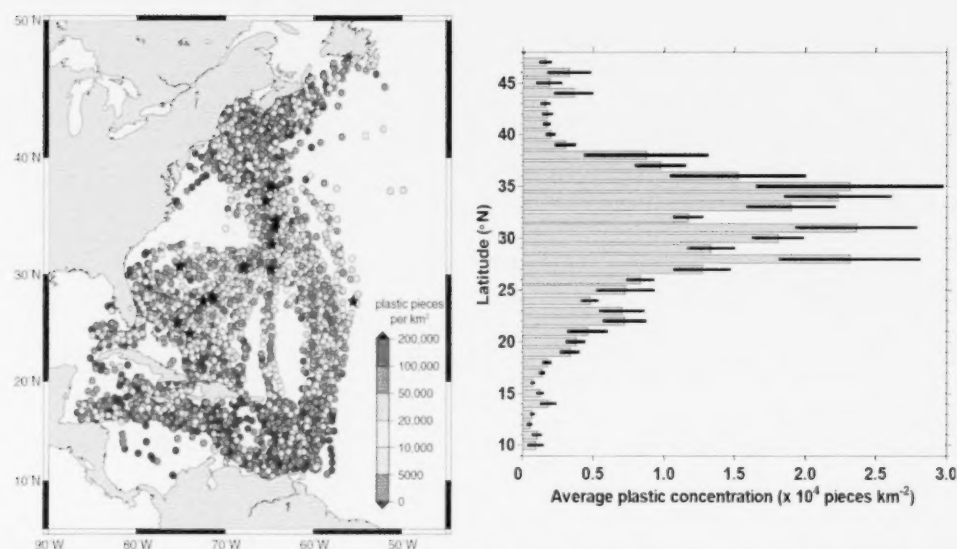 50°N
40°N
30°N
20°N
10°N
90°W
80°W
70°W
60°W
50°W
plastic pieces
per km²
200,000
100,000
50,000
20,000
10,000
5000
0
Latitude (°N)
45
40
35
30
25
20
15
10
0
0.5
1.0
1.5
2.0
2.5
3.0
Average plastic concentration (x 10⁴ pieces km⁻²)